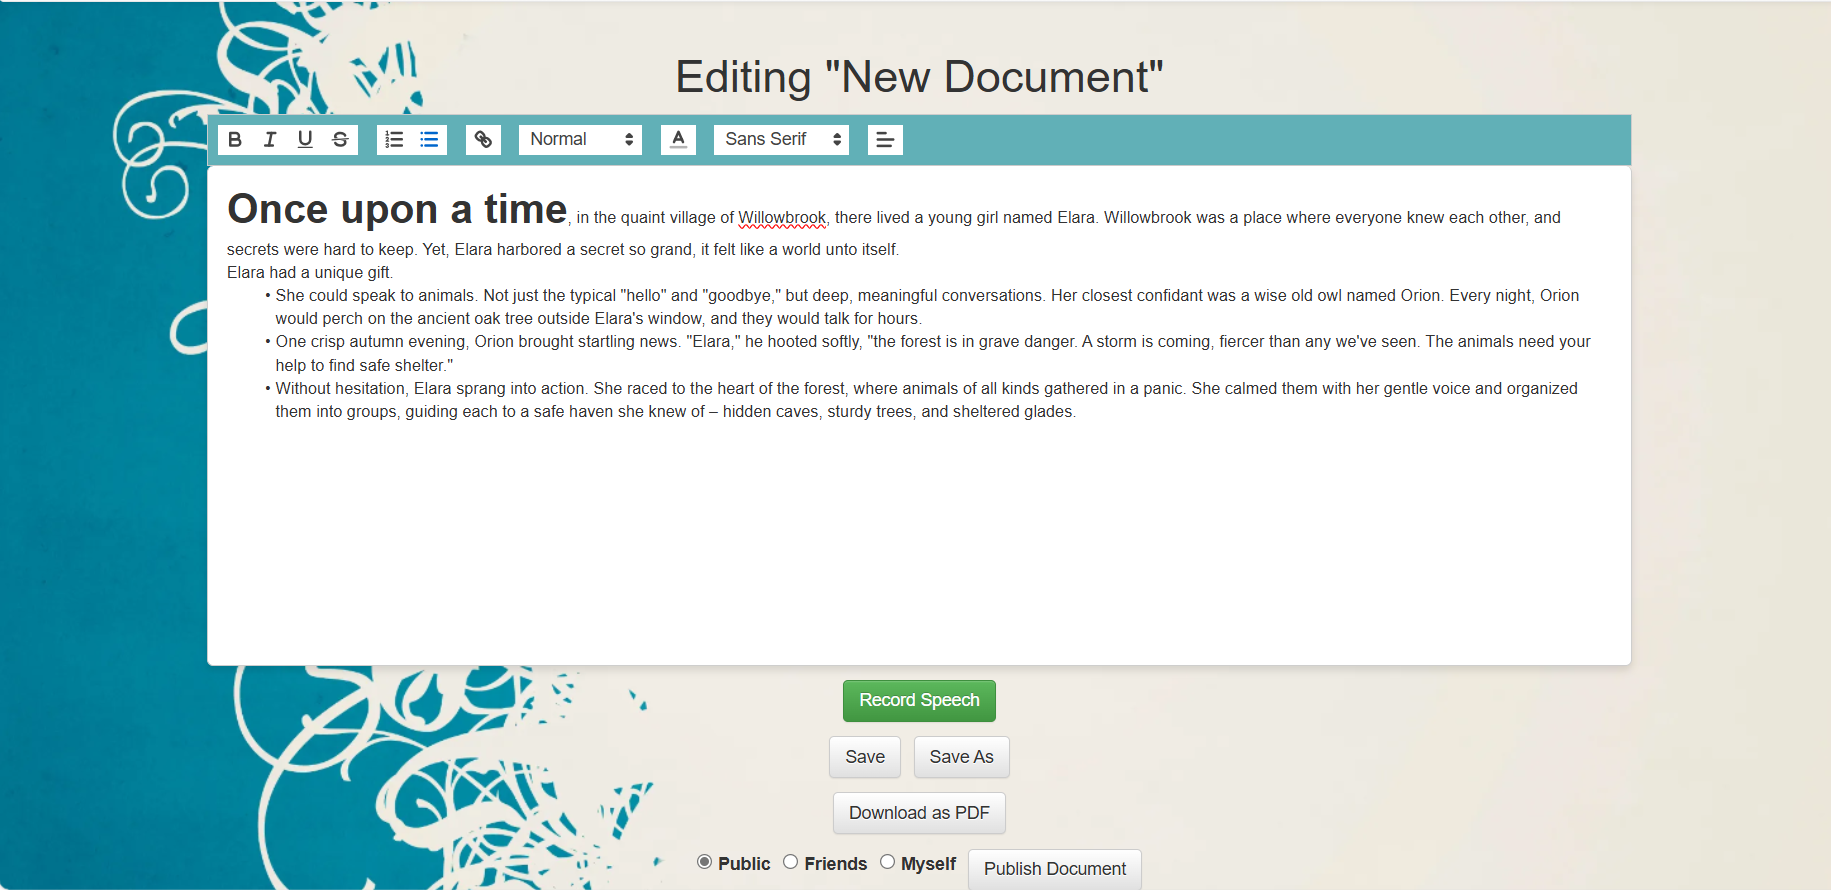 Editing "New Document"
B I U S Normal A Sans Serif
Once upon a time, in the quaint village of Willowbrook, there lived a young girl named Elara. Willowbrook was a place where everyone knew each other, and
secrets were hard to keep. Yet, Elara harbored a secret so grand, it felt like a world unto itself.
Elara had a unique gift.
• She could speak to animals. Not just the typical "hello" and "goodbye," but deep, meaningful conversations. Her closest confidant was a wise old owl named Orion. Every night, Orion
would perch on the ancient oak tree outside Elara's window, and they would talk for hours.
• One crisp autumn evening, Orion brought startling news. "Elara," he hooted softly, "the forest is in grave danger. A storm is coming, fiercer than any we've seen. The animals need your
help to find safe shelter."
• Without hesitation, Elara sprang into action. She raced to the heart of the forest, where animals of all kinds gathered in a panic. She calmed them with her gentle voice and organized
them into groups, guiding each to a safe haven she knew of – hidden caves, sturdy trees, and sheltered glades.
Record Speech
Save Save As
Download as PDF
Public Friends Myself Publish Document